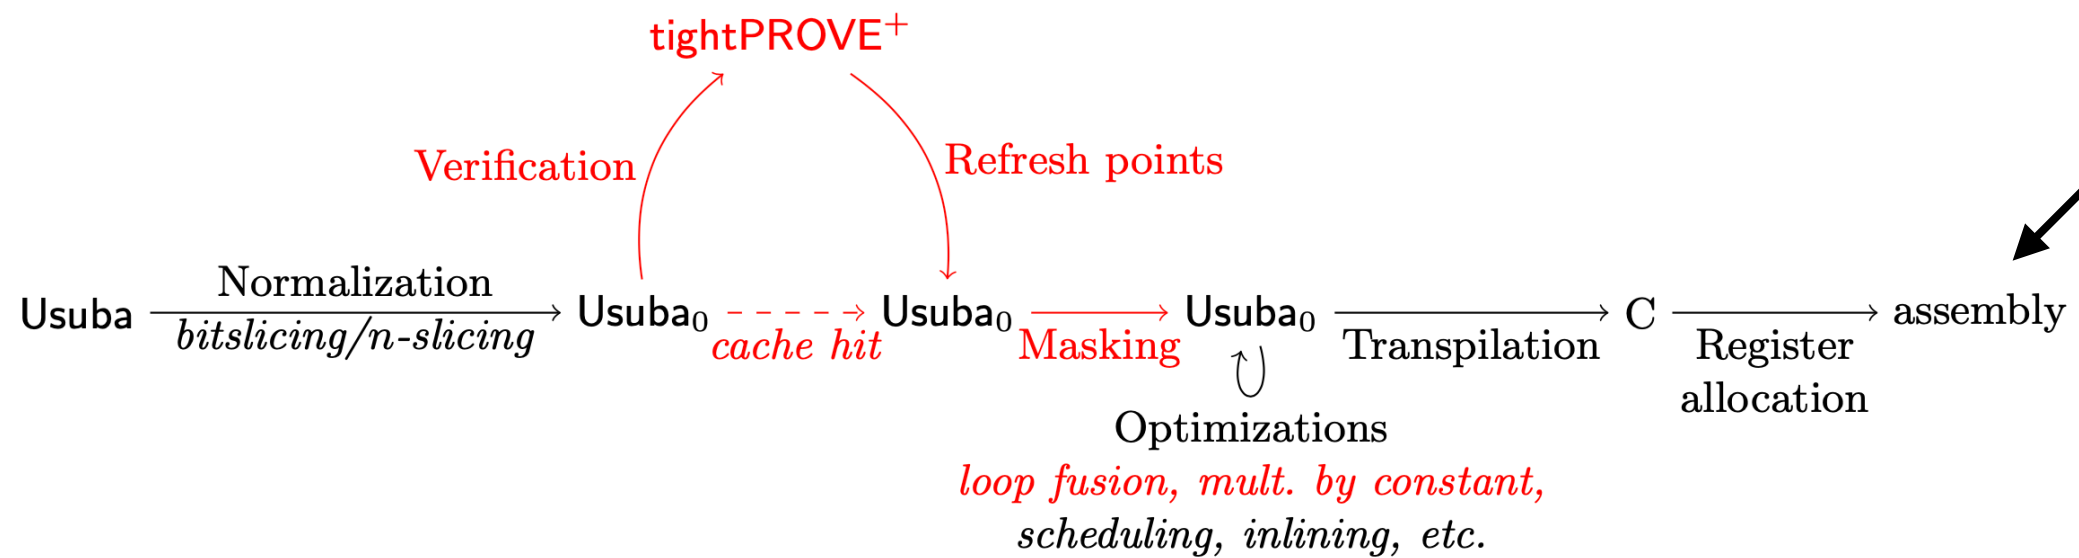 tightPROVE⁺
Verification
Refresh points
Usuba
Normalization
bitslicing/n-slicing
Usuba₀
cache hit
Usuba₀
Masking
Usuba₀
Transpilation
C
Register
allocation
assembly
Optimizations
loop fusion, mult. by constant,
scheduling, inlining, etc.